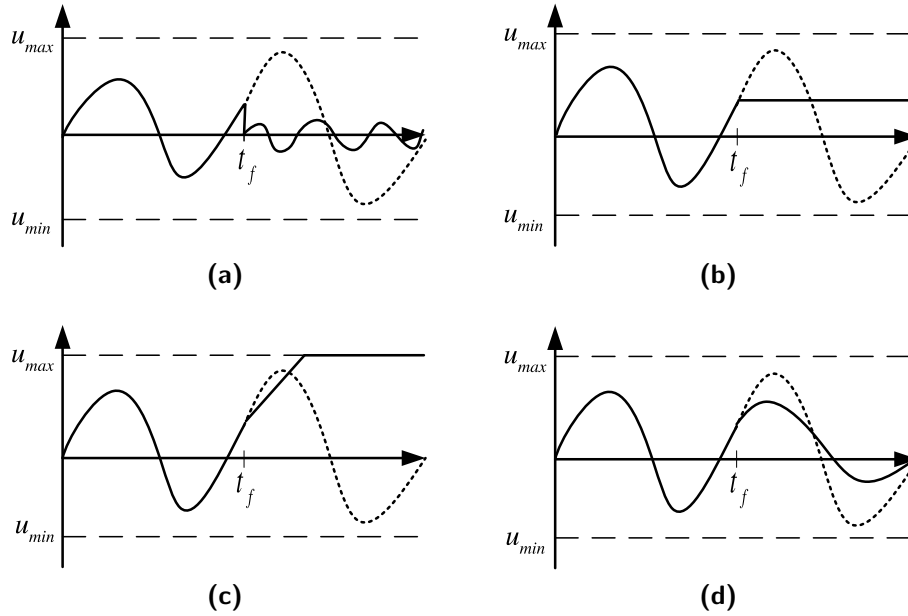 u_max
t_f
u_min
(a)
u_max
t_f
u_min
(b)
u_max
t_f
u_min
(c)
u_max
t_f
u_min
(d)